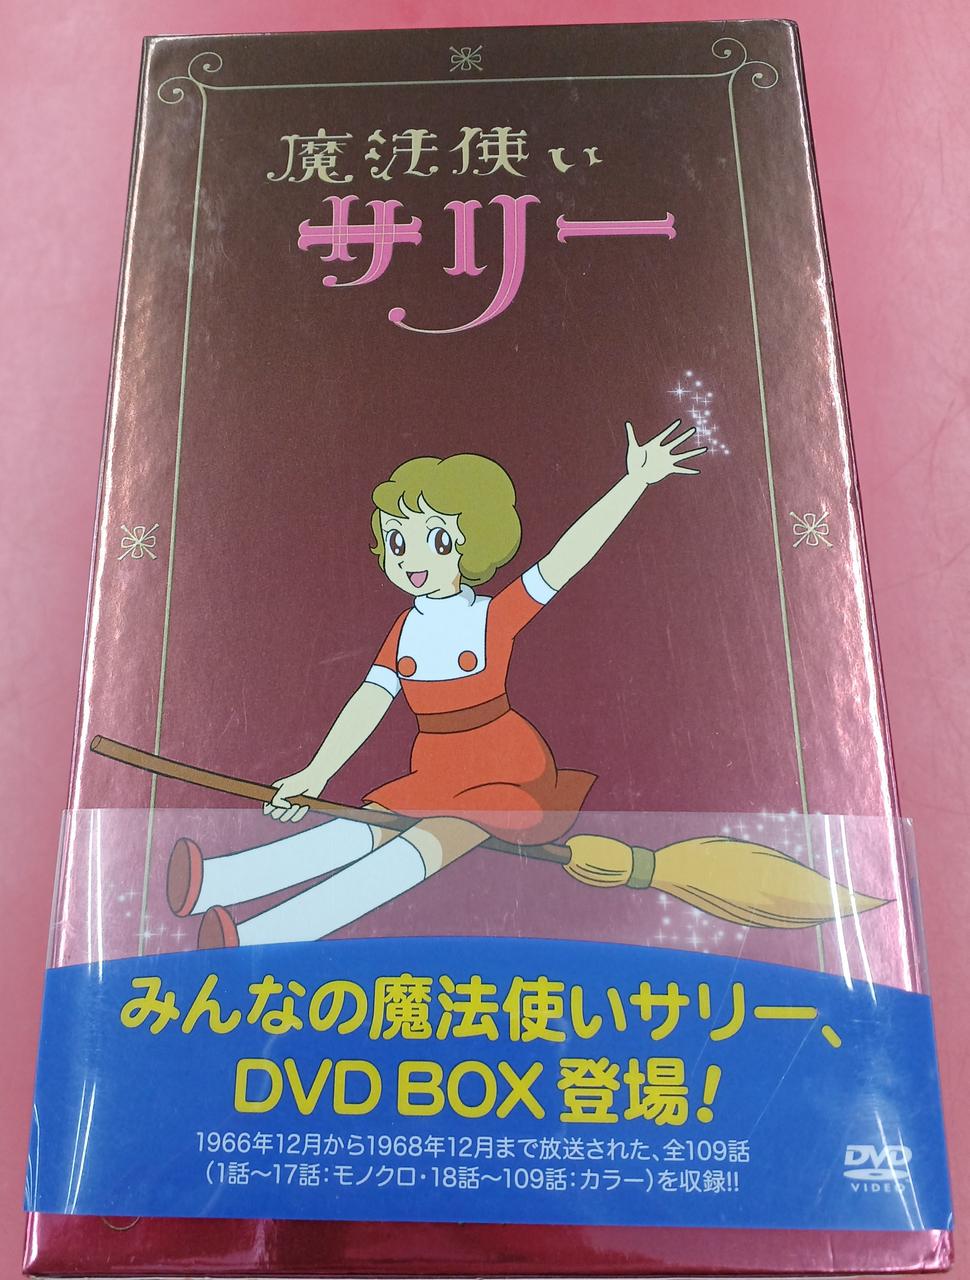 魔法使い
サリー
みんなの魔法使いサリー、
DVD BOX 登場!
1966年12月から1968年12月まで放送された、全109話
(1話〜17話:モノクロ・18話〜109話:カラー)を収録!!
DVD
VIDEO